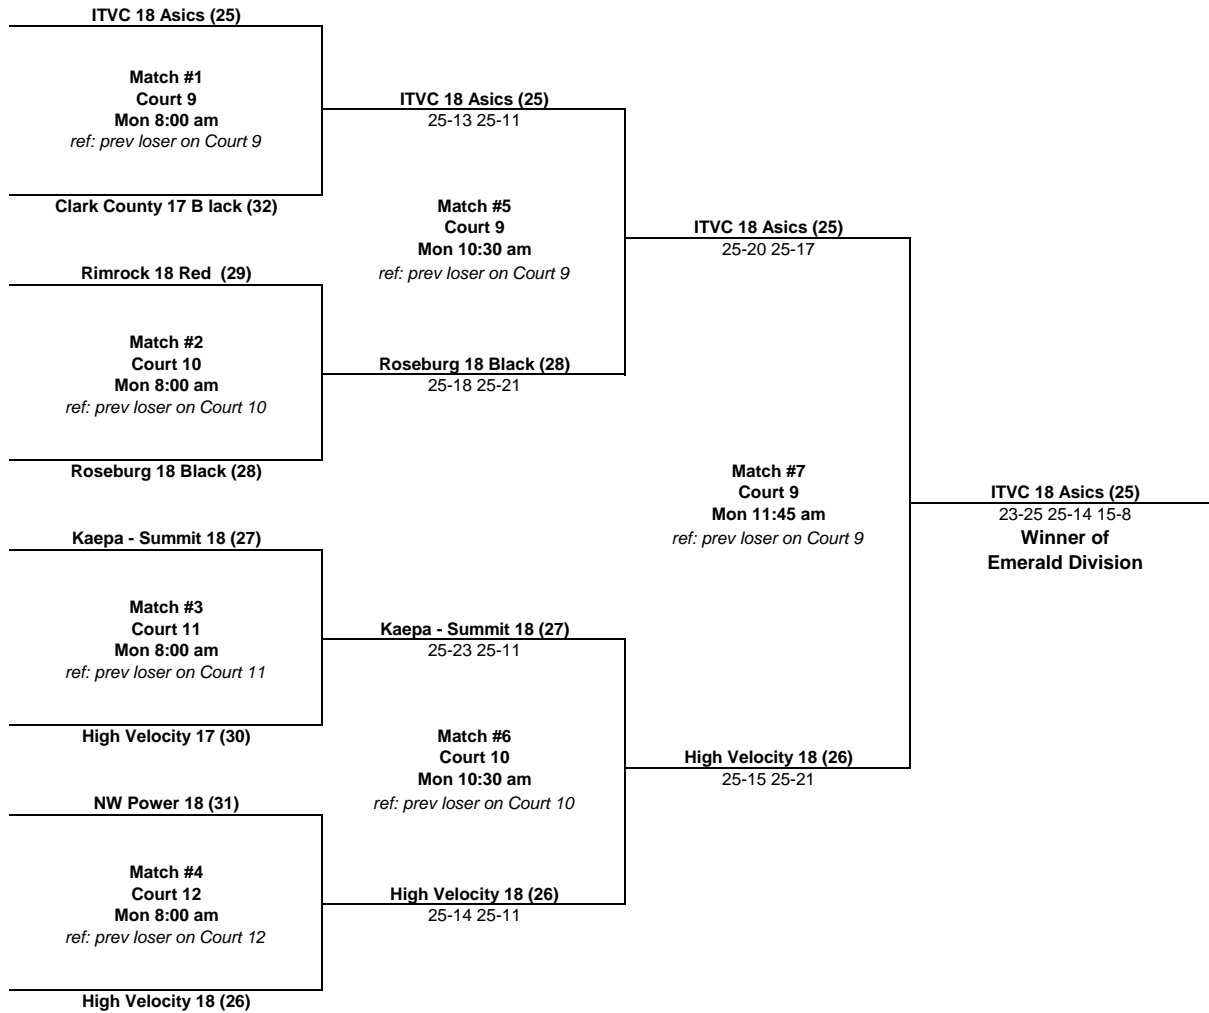 ITVC 18 Asics (25)
Match #1
Court 9
Mon 8:00 am
ref: prev loser on Court 9
Clark County 17 B lack (32)
Rimrock 18 Red (29)
Match #2
Court 10
Mon 8:00 am
ref: prev loser on Court 10
Roseburg 18 Black (28)
Kaepa - Summit 18 (27)
Match #3
Court 11
Mon 8:00 am
ref: prev loser on Court 11
High Velocity 17 (30)
NW Power 18 (31)
Match #4
Court 12
Mon 8:00 am
ref: prev loser on Court 12
High Velocity 18 (26)
ITVC 18 Asics (25)
25-13 25-11
Match #5
Court 9
Mon 10:30 am
ref: prev loser on Court 9
Roseburg 18 Black (28)
25-18 25-21
Kaepa - Summit 18 (27)
25-23 25-11
Match #6
Court 10
Mon 10:30 am
ref: prev loser on Court 10
High Velocity 18 (26)
25-14 25-11
ITVC 18 Asics (25)
25-20 25-17
Match #7
Court 9
Mon 11:45 am
ref: prev loser on Court 9
High Velocity 18 (26)
25-15 25-21
ITVC 18 Asics (25)
23-25 25-14 15-8
Winner of
Emerald Division